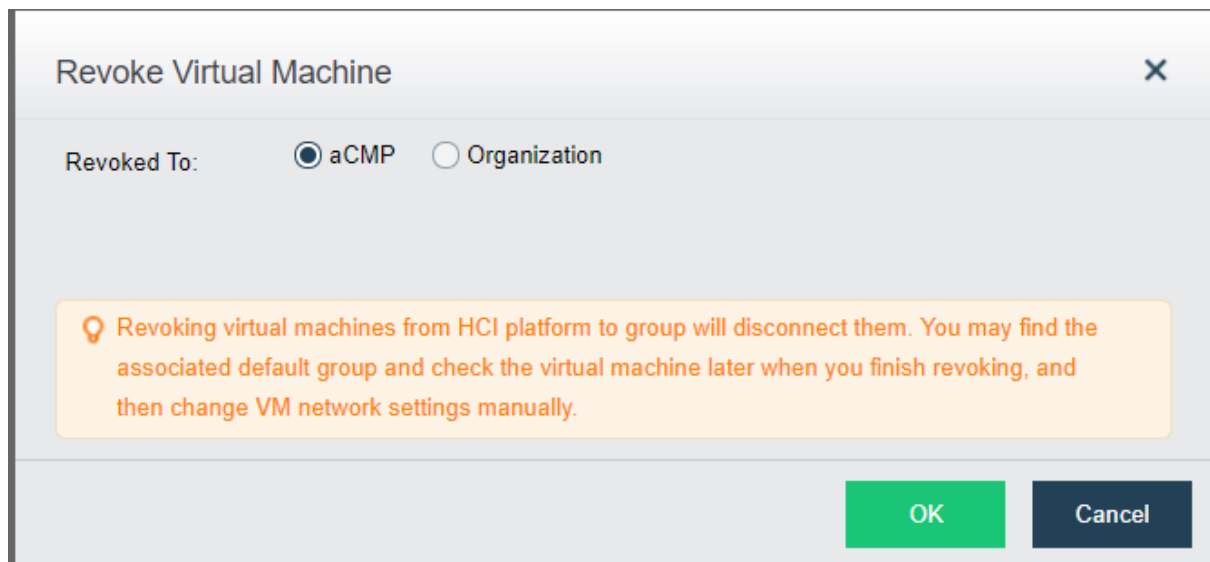 Revoke Virtual Machine
Revoked To: aCMP Organization
Revoking virtual machines from HCI platform to group will disconnect them. You may find the
associated default group and check the virtual machine later when you finish revoking, and
then change VM network settings manually.
OK Cancel